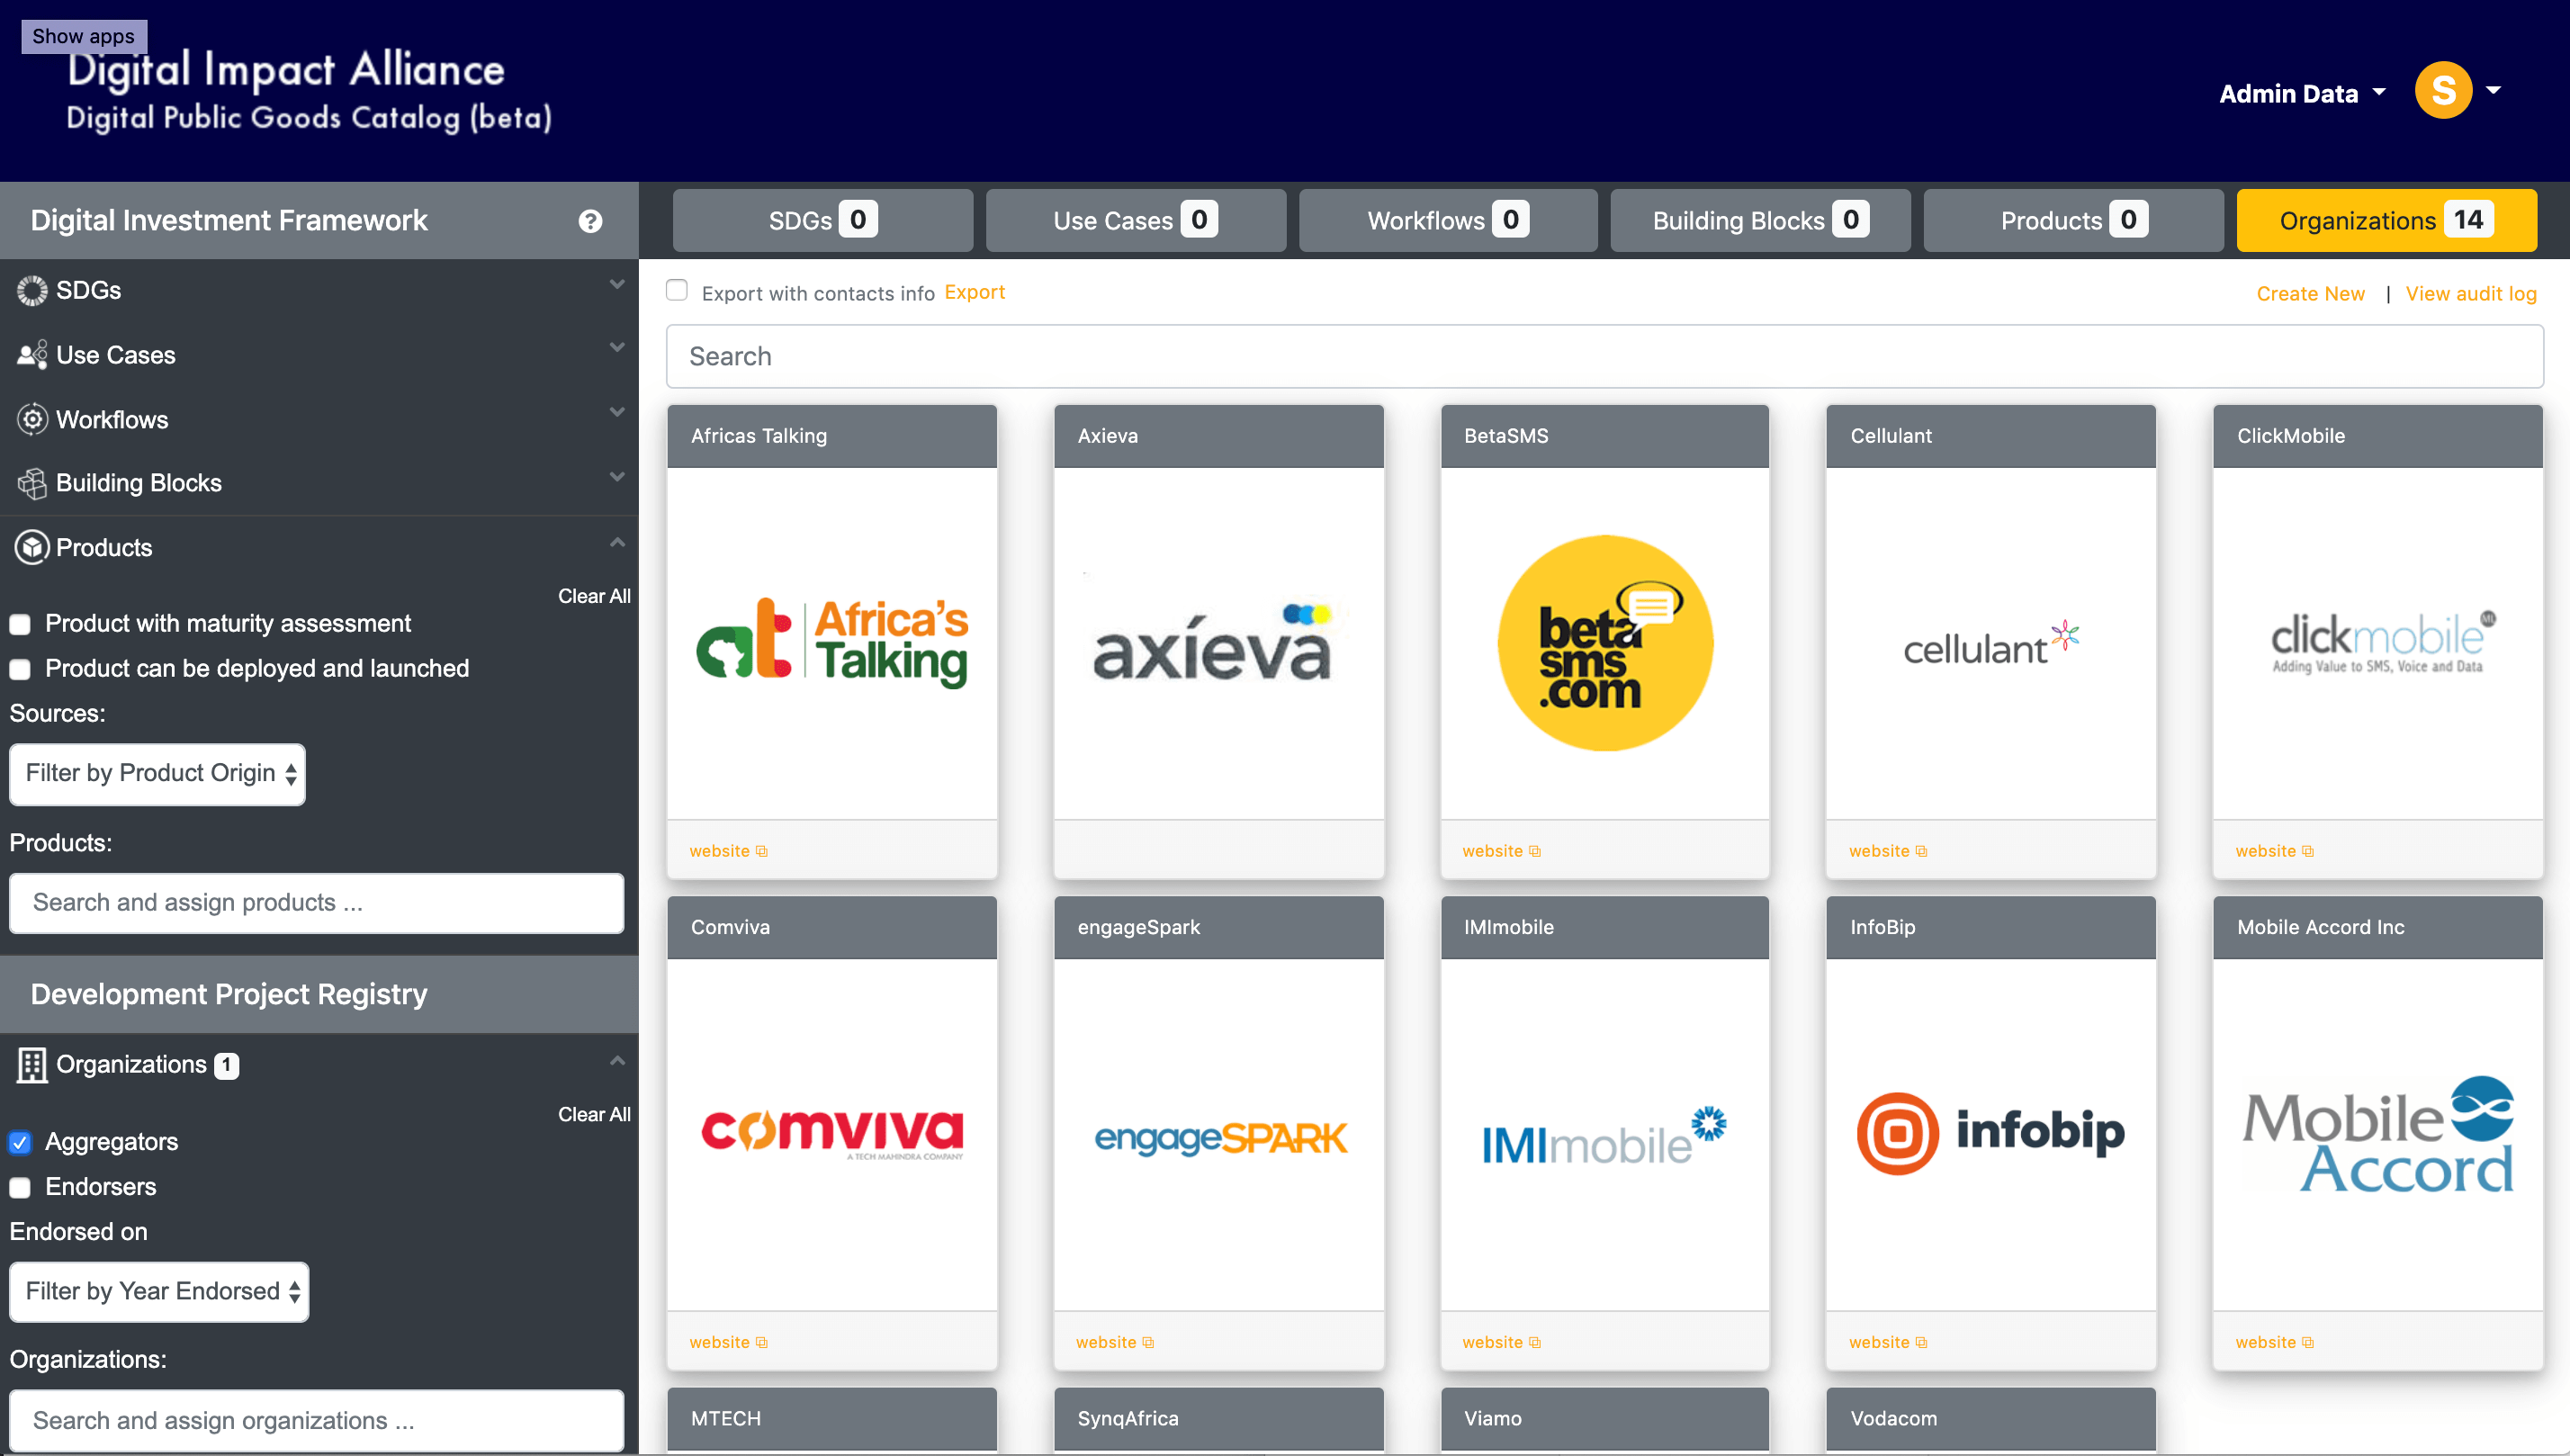 Show apps
Digital Impact Alliance
Digital Public Goods Catalog (beta)
Admin Data
S
Digital Investment Framework
?
SDGs 0
Use Cases 0
Workflows 0
Building Blocks 0
Products 0
Organizations 14
SDGs
Use Cases
Workflows
Building Blocks
Products
Clear All
Product with maturity assessment
Product can be deployed and launched
Sources:
Filter by Product Origin
Products:
Search and assign products ...
Development Project Registry
Organizations 1
Clear All
Aggregators
Endorsers
Endorsed on
Filter by Year Endorsed
Organizations:
Search and assign organizations ...
Export with contacts info Export
Create New | View audit log
Search
Africas Talking
at Africa's
Talking
website
Axieva
axíeva
BetaSMS
beta
sms
.com
website
Cellulant
cellulant
website
ClickMobile
clickmobile ML
Adding Value to SMS, Voice and Data
website
Comviva
comviva
A TECH MAHINDRA COMPANY
website
engageSpark
engageSPARK
website
IMImobile
IMImobile
website
InfoBip
infobip
website
Mobile Accord Inc
Mobile
Accord
website
MTECH
SynqAfrica
Viamo
Vodacom